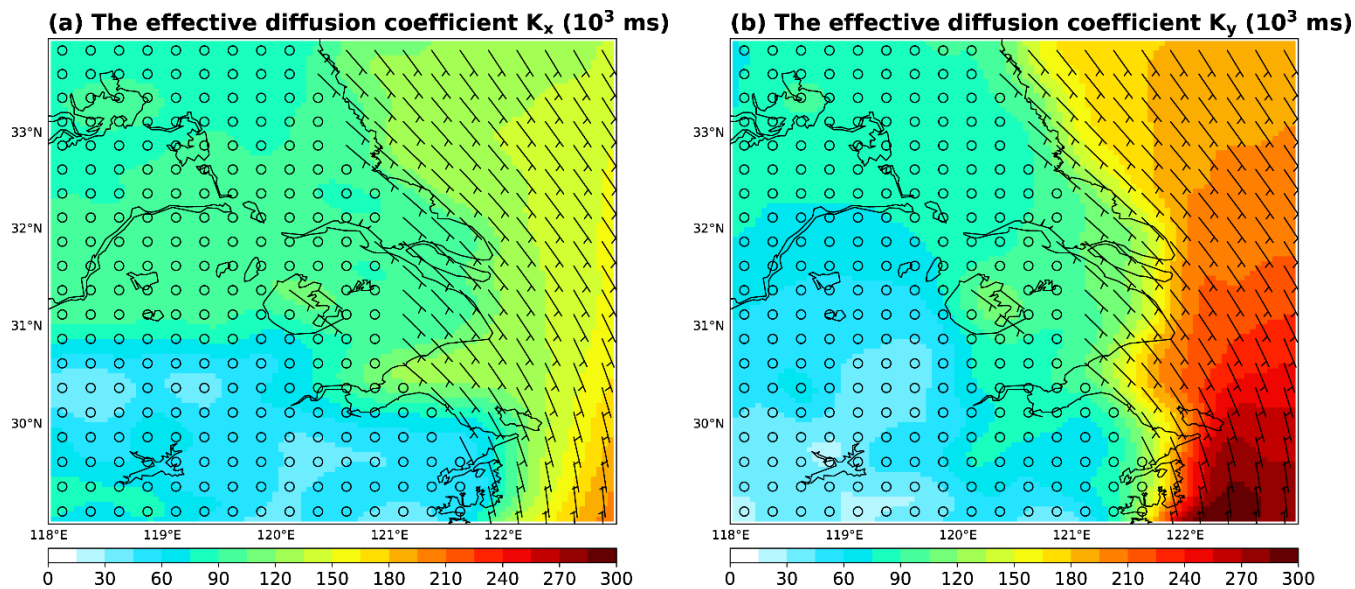 (a) The effective diffusion coefficient Kₓ (10³ ms)
33°N
32°N
31°N
30°N
118°E
119°E
120°E
121°E
122°E
0 30 60 90 120 150 180 210 240 270 300
(b) The effective diffusion coefficient Kᵧ (10³ ms)
33°N
32°N
31°N
30°N
118°E
119°E
120°E
121°E
122°E
0 30 60 90 120 150 180 210 240 270 300